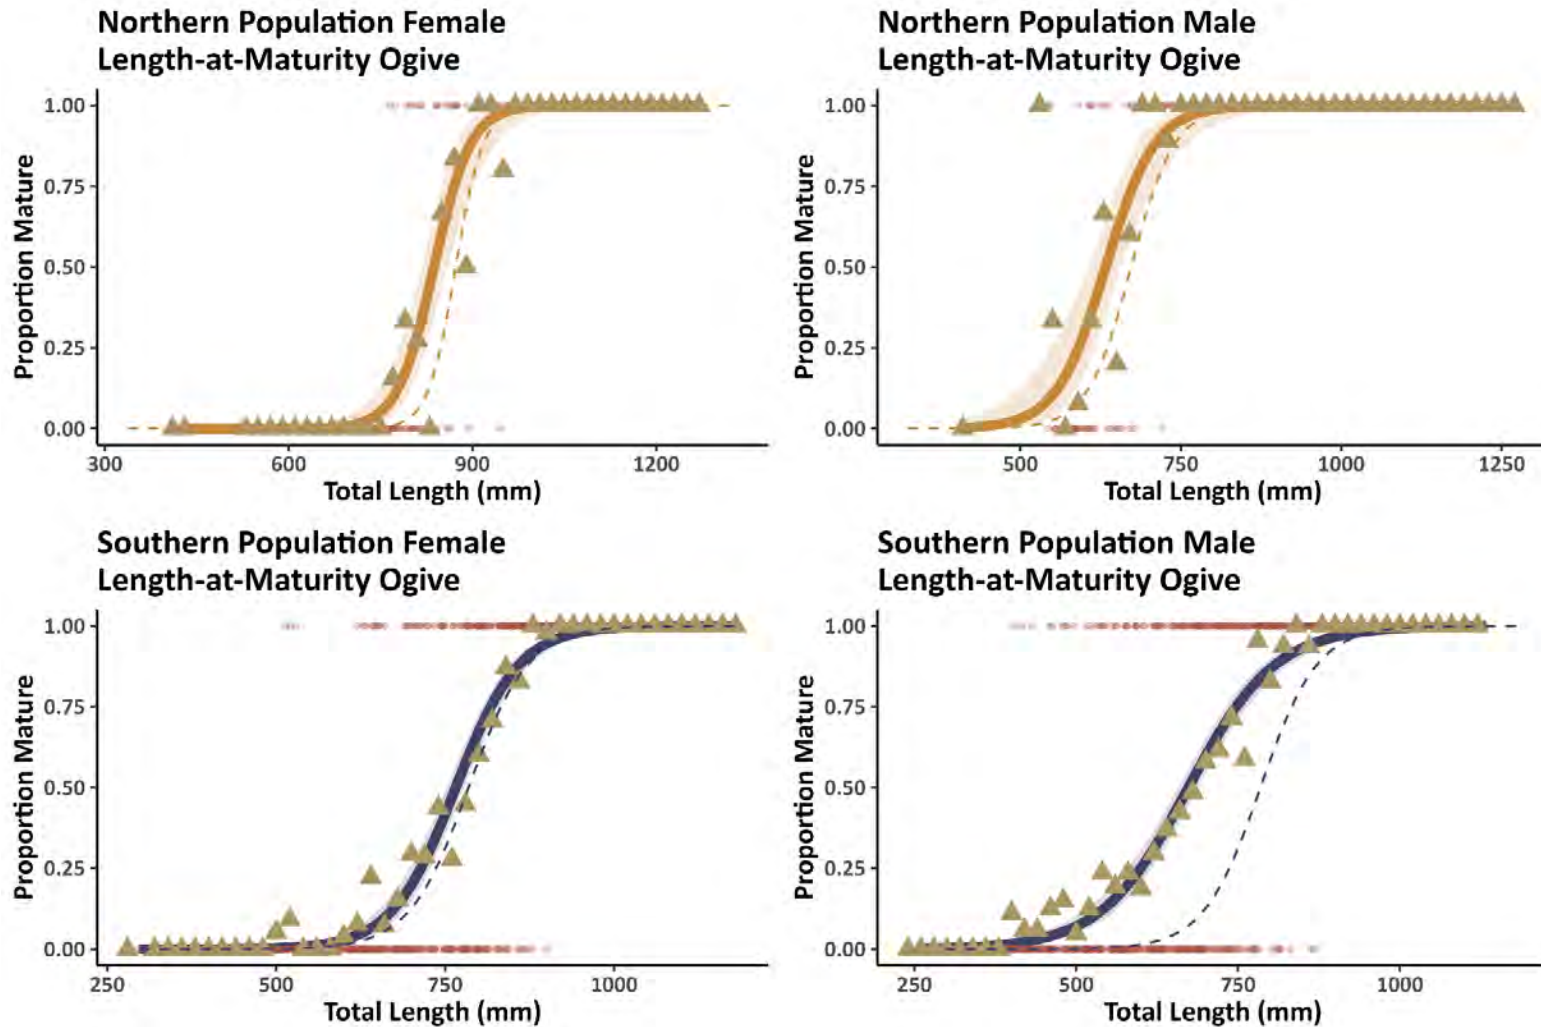 Northern Population Female
Length-at-Maturity Ogive
1.00
0.75
0.50
0.25
0.00
Proportion Mature
300 600 900 1200
Total Length (mm)
Northern Population Male
Length-at-Maturity Ogive
1.00
0.75
0.50
0.25
0.00
Proportion Mature
500 750 1000 1250
Total Length (mm)
Southern Population Female
Length-at-Maturity Ogive
1.00
0.75
0.50
0.25
0.00
Proportion Mature
250 500 750 1000
Total Length (mm)
Southern Population Male
Length-at-Maturity Ogive
1.00
0.75
0.50
0.25
0.00
Proportion Mature
250 500 750 1000
Total Length (mm)